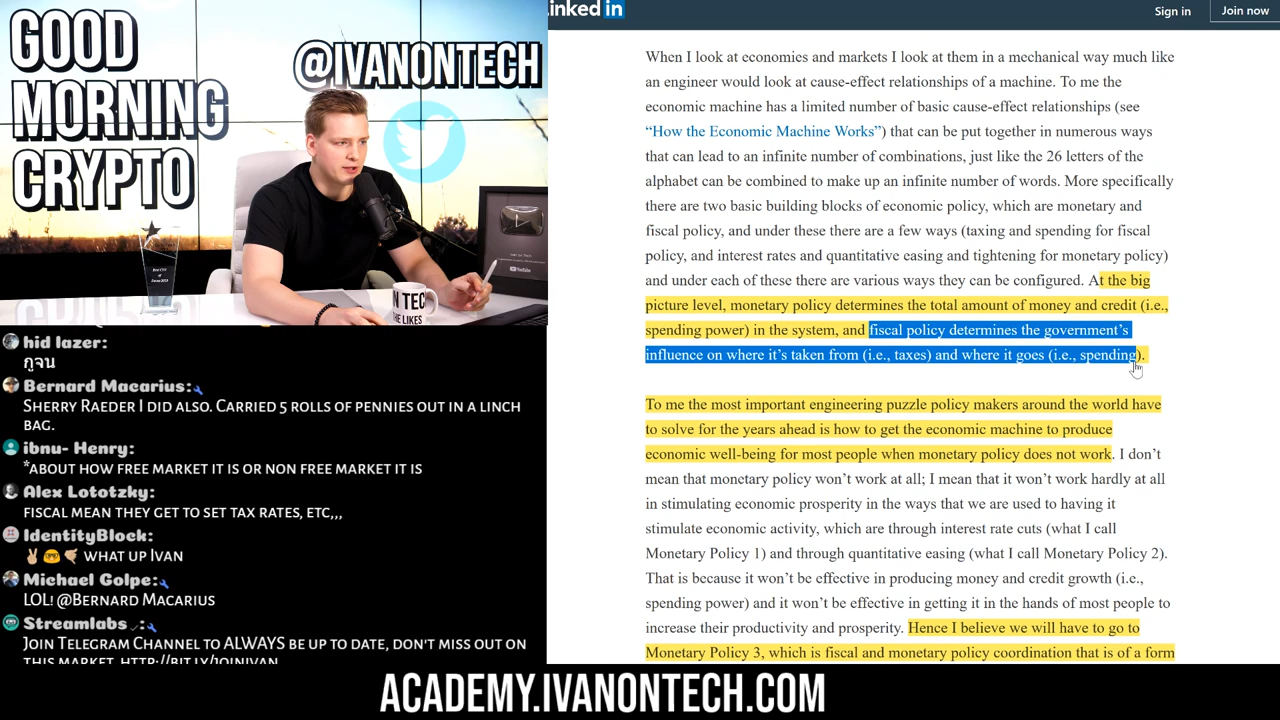 GOOD
MORNING
CRYPTO
@IVANONTECH
Best CIS
YouTube
N TEC
THE LIKES
hid lazer:
กูจน
Bernard Macarius:
SHERRY RAEDER I DID ALSO. CARRIED 5 ROLLS OF PENNIES OUT IN A LINCH
BAG.
ibnu- Henry:
*ABOUT HOW FREE MARKET IT IS OR NON FREE MARKET IT IS
Alex Lototzky:
FISCAL MEAN THEY GET TO SET TAX RATES, ETC,,,
IdentityBlock:
✌🏼🤓🤙🏼 WHAT UP IVAN
Michael Golpe:
LOL! @BERNARD MACARIUS
Streamlabs
JOIN TELEGRAM CHANNEL TO ALWAYS BE UP TO DATE, DON'T MISS OUT ON
THIS MARKET. HTTP://BIT.LY/JOINIVAN
Linked in
Sign in
Join now
When I look at economies and markets I look at them in a mechanical way much like
an engineer would look at cause-effect relationships of a machine. To me the
economic machine has a limited number of basic cause-effect relationships (see
“How the Economic Machine Works”) that can be put together in numerous ways
that can lead to an infinite number of combinations, just like the 26 letters of the
alphabet can be combined to make up an infinite number of words. More specifically
there are two basic building blocks of economic policy, which are monetary and
fiscal policy, and under these there are a few ways (taxing and spending for fiscal
policy, and interest rates and quantitative easing and tightening for monetary policy)
and under each of these there are various ways they can be configured. At the big
picture level, monetary policy determines the total amount of money and credit (i.e.,
spending power) in the system, and fiscal policy determines the government’s
influence on where it’s taken from (i.e., taxes) and where it goes (i.e., spending).
To me the most important engineering puzzle policy makers around the world have
to solve for the years ahead is how to get the economic machine to produce
economic well-being for most people when monetary policy does not work. I don’t
mean that monetary policy won’t work at all; I mean that it won’t work hardly at all
in stimulating economic prosperity in the ways that we are used to having it
stimulate economic activity, which are through interest rate cuts (what I call
Monetary Policy 1) and through quantitative easing (what I call Monetary Policy 2).
That is because it won’t be effective in producing money and credit growth (i.e.,
spending power) and it won’t be effective in getting it in the hands of most people to
increase their productivity and prosperity. Hence I believe we will have to go to
Monetary Policy 3, which is fiscal and monetary policy coordination that is of a form
ACADEMY.IVANONTECH.COM